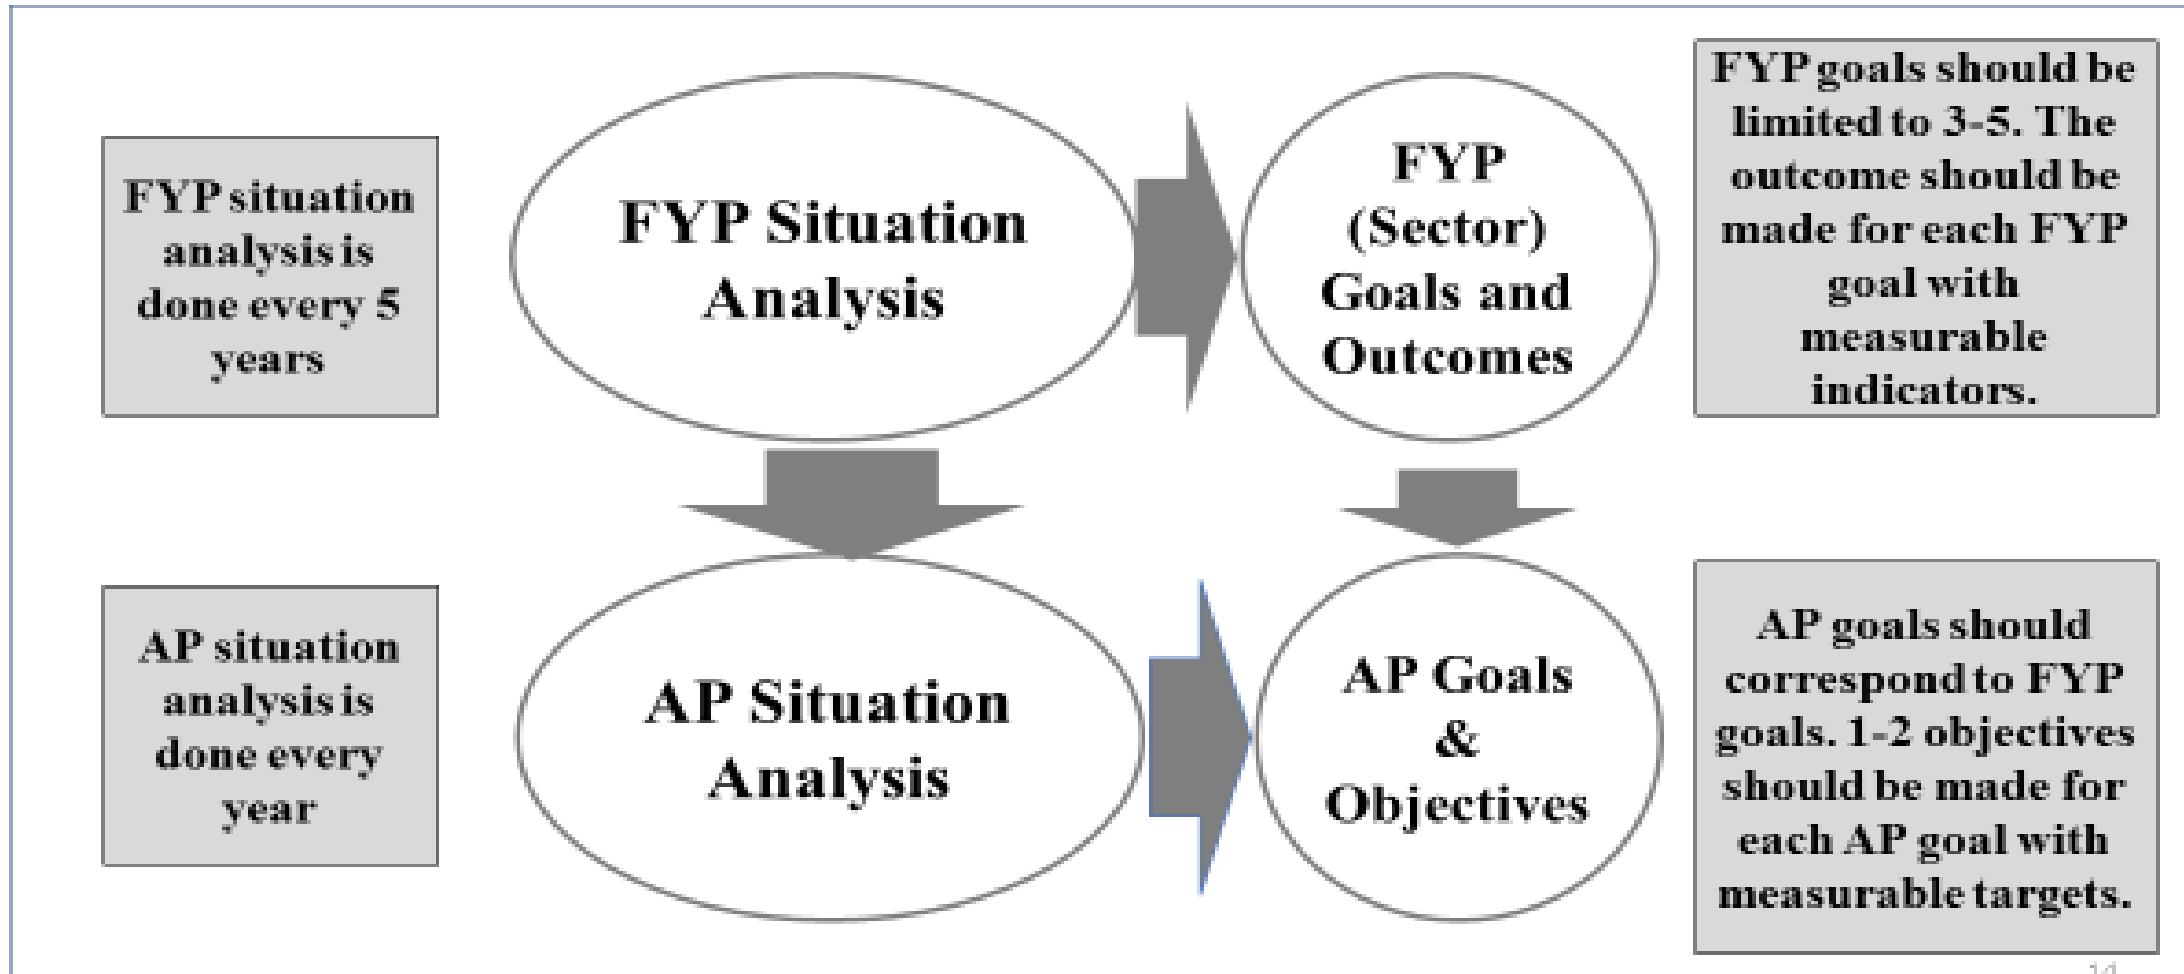 FYP situation
analysis is
done every 5
years
FYP Situation
Analysis
FYP
(Sector)
Goals and
Outcomes
FYP goals should be
limited to 3-5. The
outcome should be
made for each FYP
goal with
measurable
indicators.
AP situation
analysis is
done every
year
AP Situation
Analysis
AP Goals
&
Objectives
AP goals should
correspond to FYP
goals. 1-2 objectives
should be made for
each AP goal with
measurable targets.